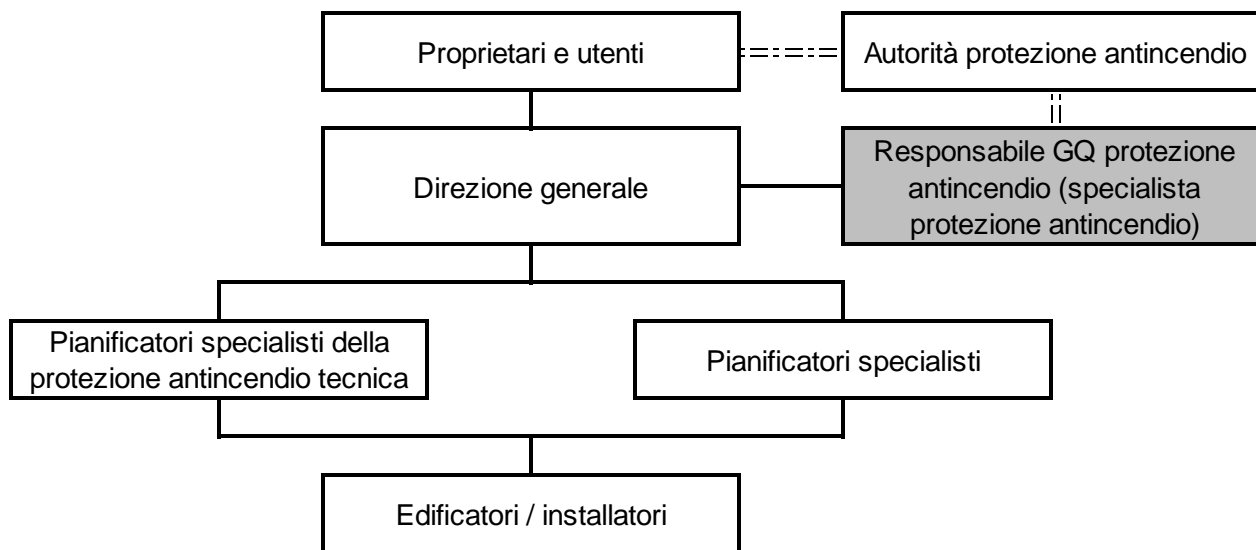 Proprietari e utenti
Autorità protezione antincendio
Direzione generale
Responsabile GQ protezione
antincendio (specialista
protezione antincendio)
Pianificatori specialisti della
protezione antincendio tecnica
Pianificatori specialisti
Edificatori / installatori